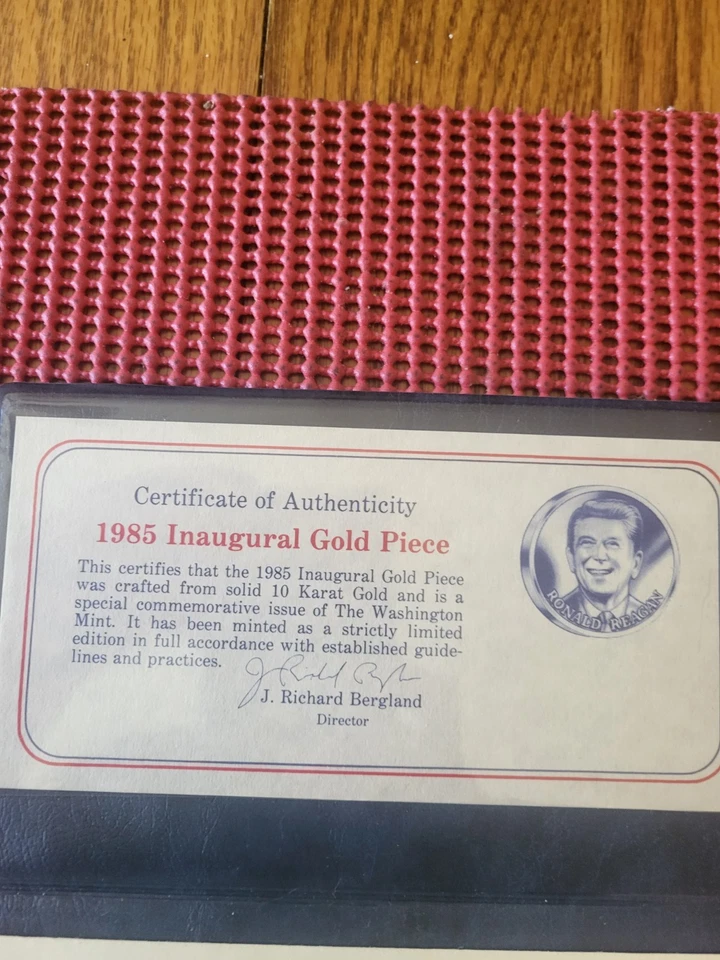 Certificate of Authenticity
1985 Inaugural Gold Piece
This certifies that the 1985 Inaugural Gold Piece
was crafted from solid 10 Karat Gold and is a
special commemorative issue of The Washington
Mint. It has been minted as a strictly limited
edition in full accordance with established guide-
lines and practices.
J. Richard Bergland
Director
RONALD REAGAN